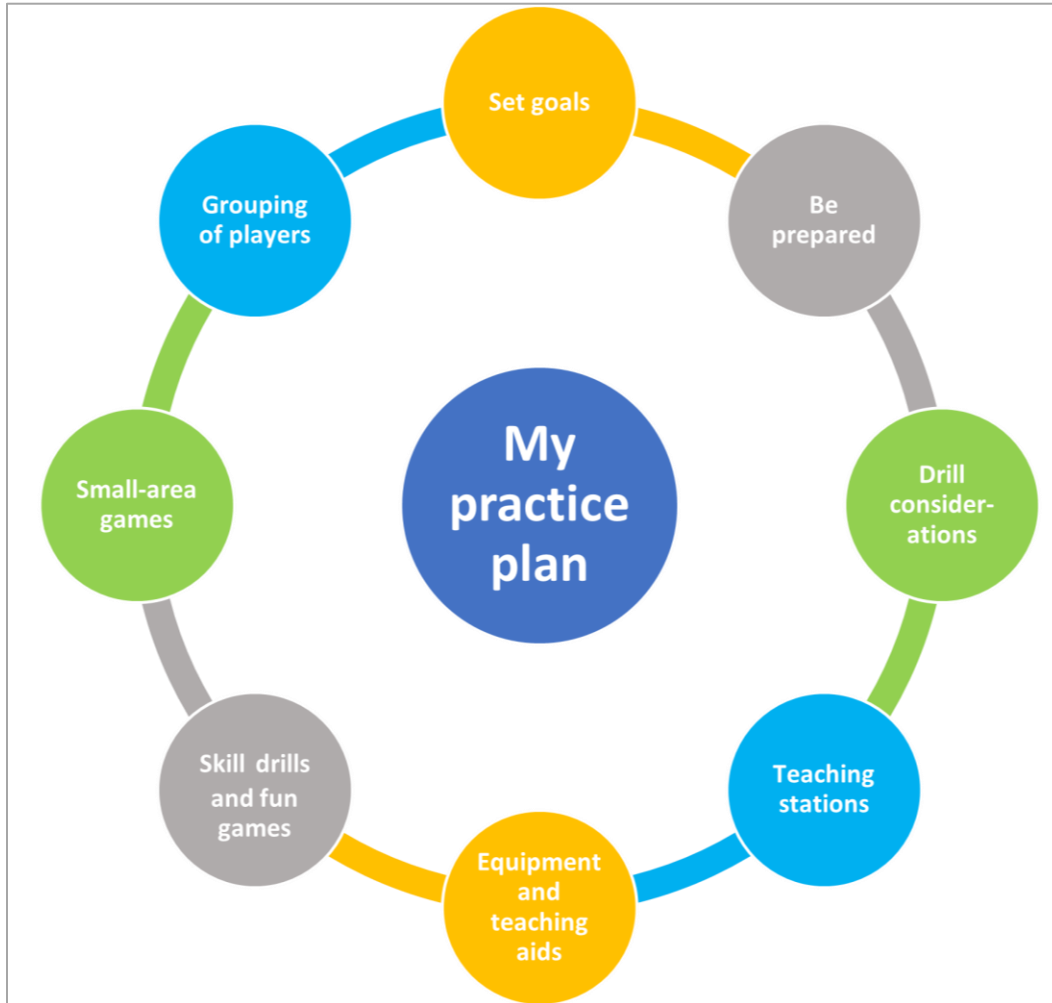 Set goals
Be
prepared
Drill
consider-
ations
Teaching
stations
Equipment
and
teaching
aids
Skill drills
and fun
games
Small-area
games
Grouping
of players
My
practice
plan